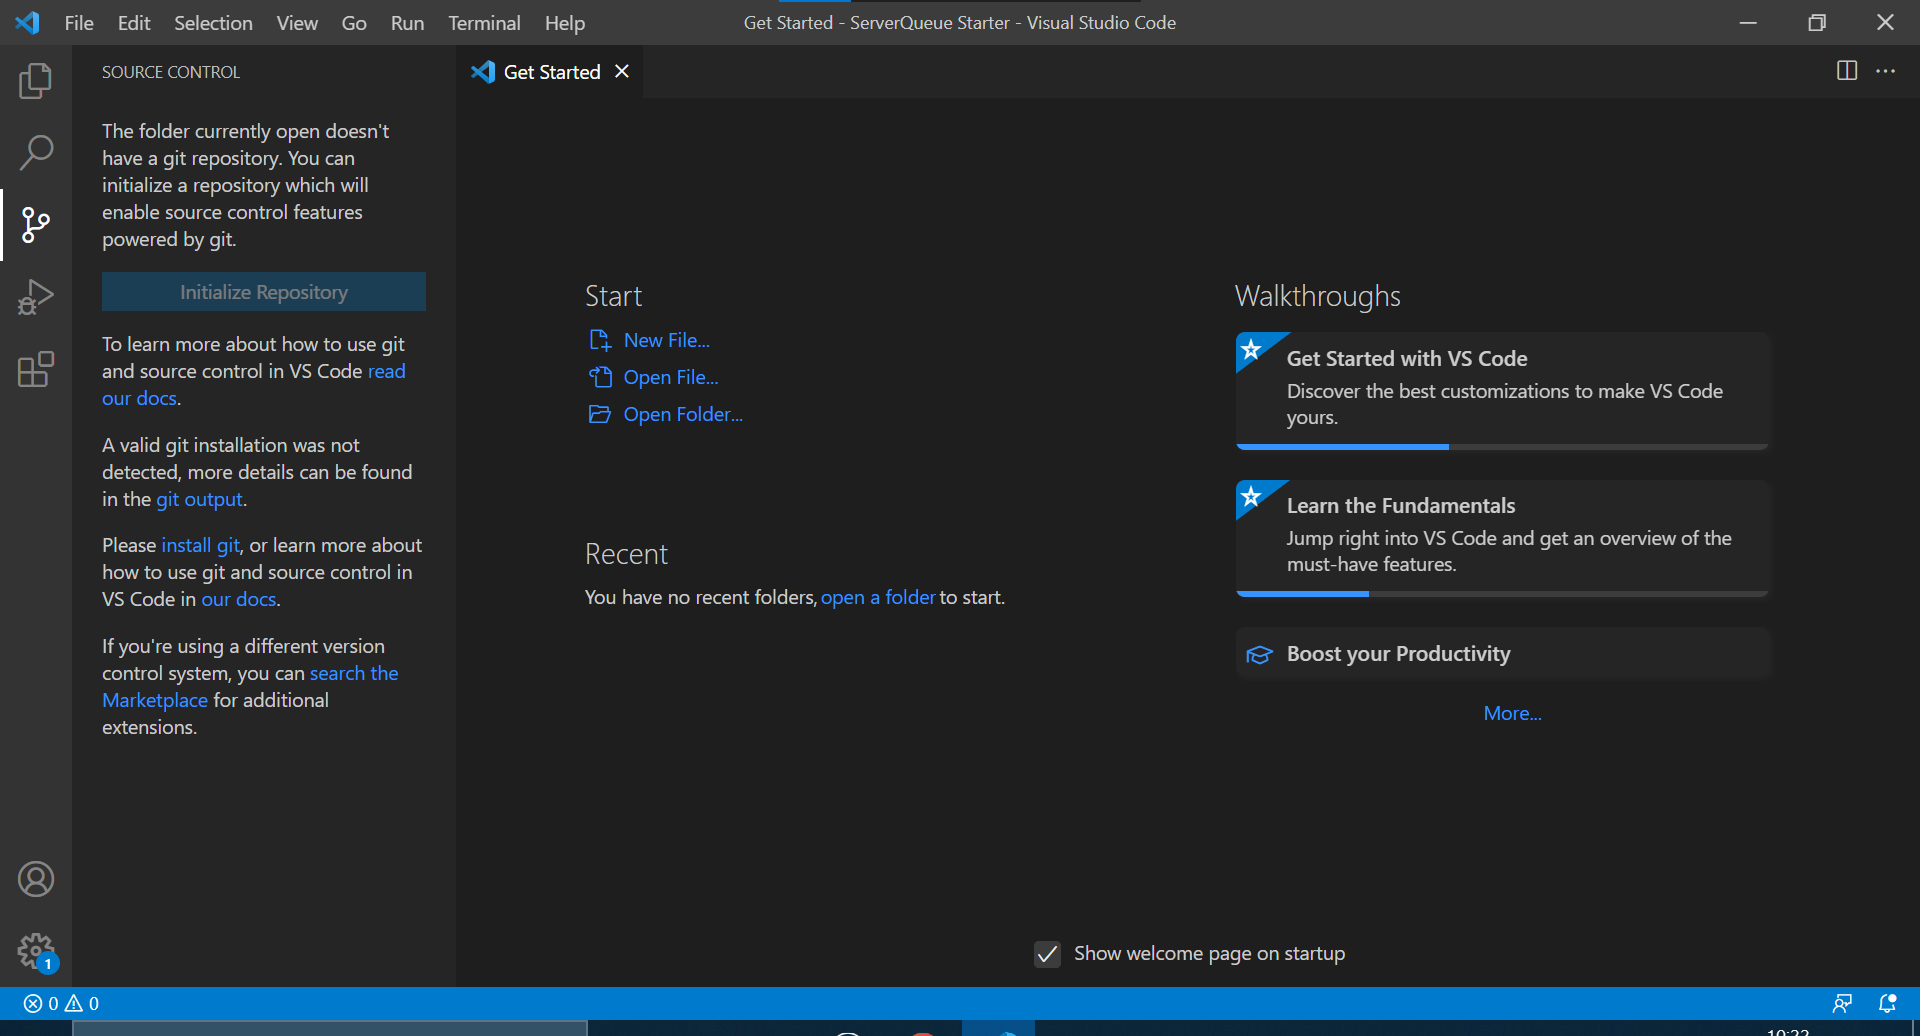 File Edit Selection View Go Run Terminal Help
Get Started - ServerQueue Starter - Visual Studio Code
SOURCE CONTROL
Get Started
The folder currently open doesn't
have a git repository. You can
initialize a repository which will
enable source control features
powered by git.
Initialize Repository
To learn more about how to use git
and source control in VS Code read
our docs.
A valid git installation was not
detected, more details can be found
in the git output.
Please install git, or learn more about
how to use git and source control in
VS Code in our docs.
If you're using a different version
control system, you can search the
Marketplace for additional
extensions.
Start
New File...
Open File...
Open Folder...
Recent
You have no recent folders, open a folder to start.
Walkthroughs
Get Started with VS Code
Discover the best customizations to make VS Code
yours.
Learn the Fundamentals
Jump right into VS Code and get an overview of the
must-have features.
Boost your Productivity
More...
Show welcome page on startup
1
0 0